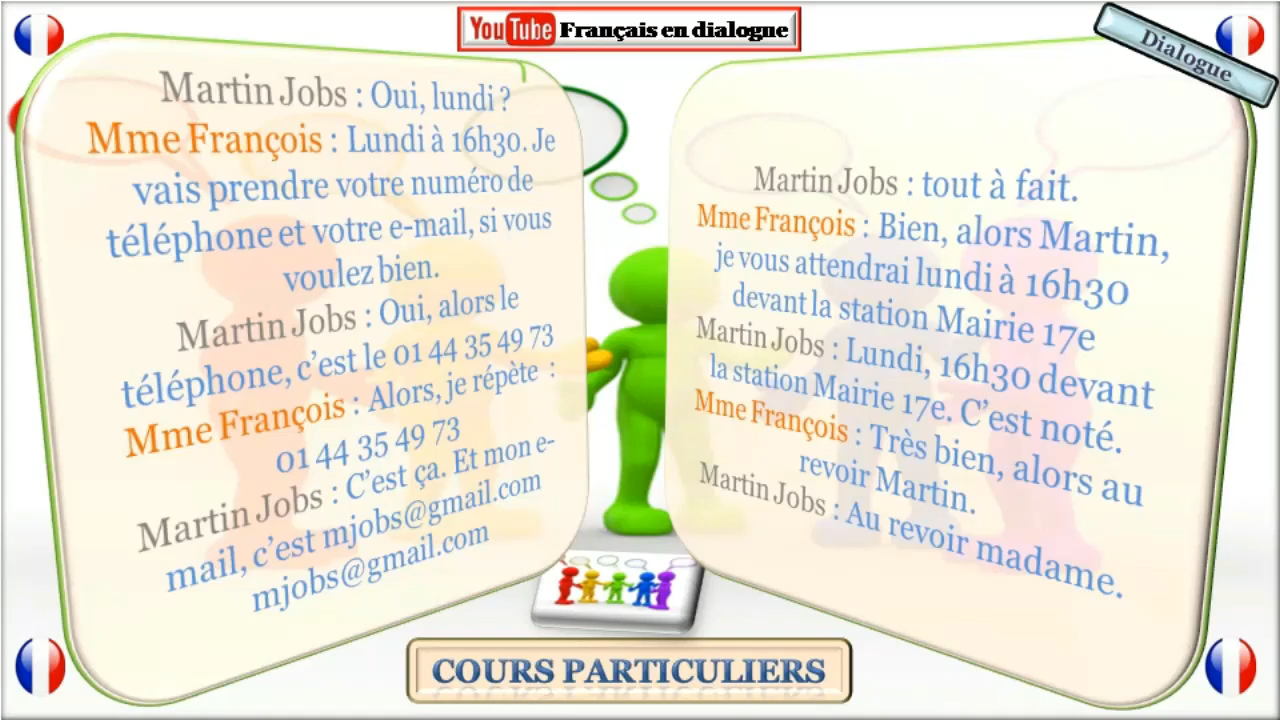 YouTube Français en dialogue
Dialogue
Martin Jobs : Oui, lundi ?
Mme François : Lundi à 16h30. Je
vais prendre votre numéro de
téléphone et votre e-mail, si vous
voulez bien.
Martin Jobs : Oui, alors le
téléphone, c’est le 01 44 35 49 73
Mme François : Alors, je répète :
01 44 35 49 73
Martin Jobs : C’est ça. Et mon e-
mail, c’est mjobs@gmail.com
mjobs@gmail.com
Martin Jobs : tout à fait.
Mme François : Bien, alors Martin,
je vous attendrai lundi à 16h30
devant la station Mairie 17e
Martin Jobs : Lundi, 16h30 devant
la station Mairie 17e. C’est noté.
Mme François : Très bien, alors au
revoir Martin.
Martin Jobs : Au revoir madame.
COURS PARTICULIERS